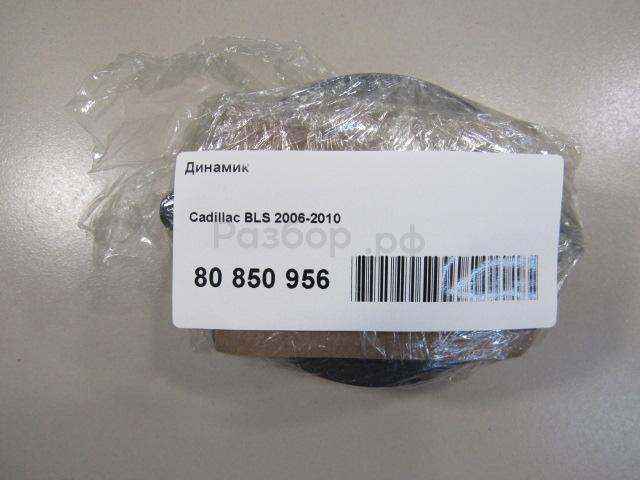 Динамик
Cadillac BLS 2006-2010
Разбор.рф
80 850 956